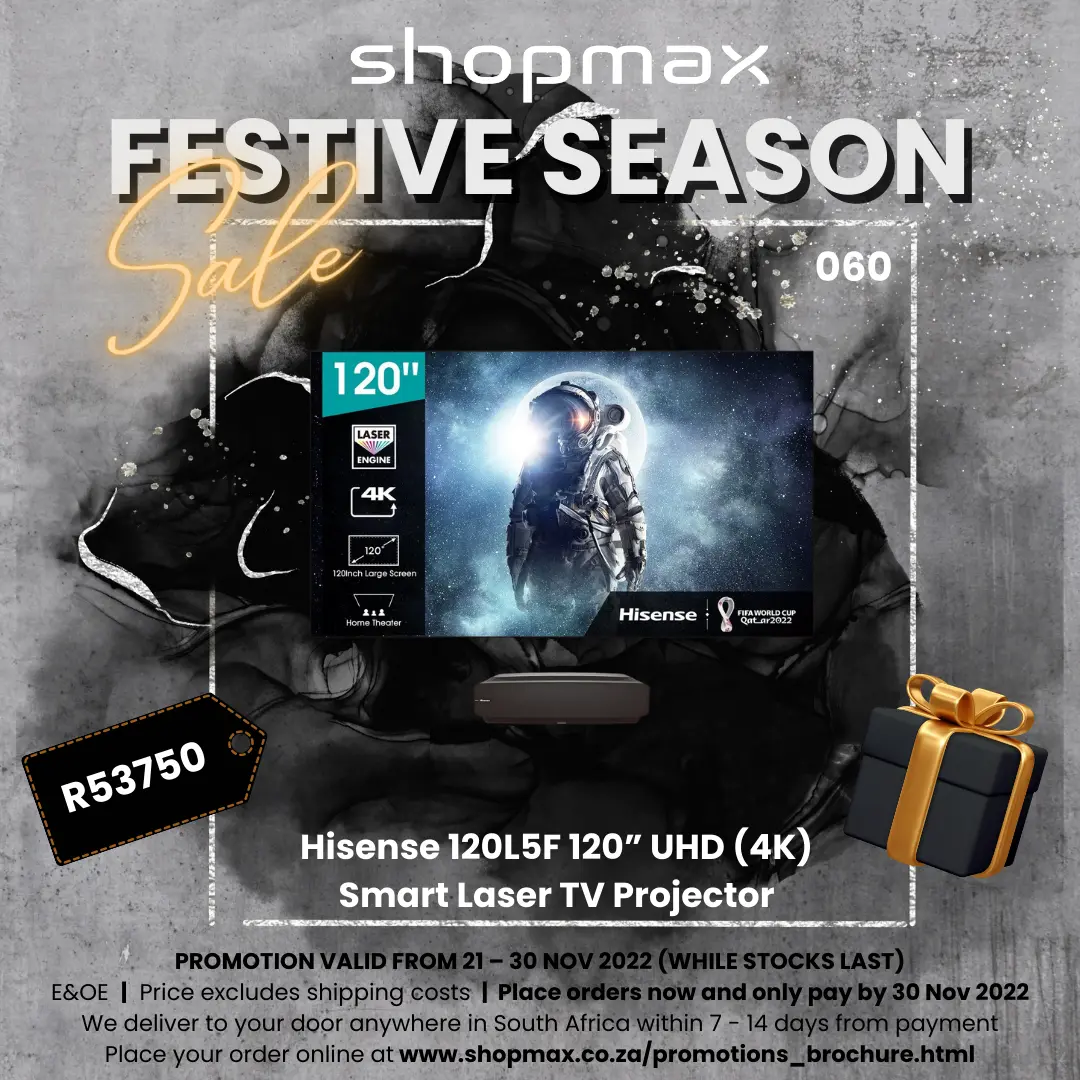 shopmax
FESTIVE SEASON
Sale
060
120"
LASER
ENGINE
4K
120"
120Inch Large Screen
Home Theater
Hisense
FIFA WORLD CUP
Qat_ar2022
R53750
Hisense 120L5F 120” UHD (4K)
Smart Laser TV Projector
PROMOTION VALID FROM 21 – 30 NOV 2022 (WHILE STOCKS LAST)
E&OE | Price excludes shipping costs | Place orders now and only pay by 30 Nov 2022
We deliver to your door anywhere in South Africa within 7 - 14 days from payment
Place your order online at www.shopmax.co.za/promotions_brochure.html